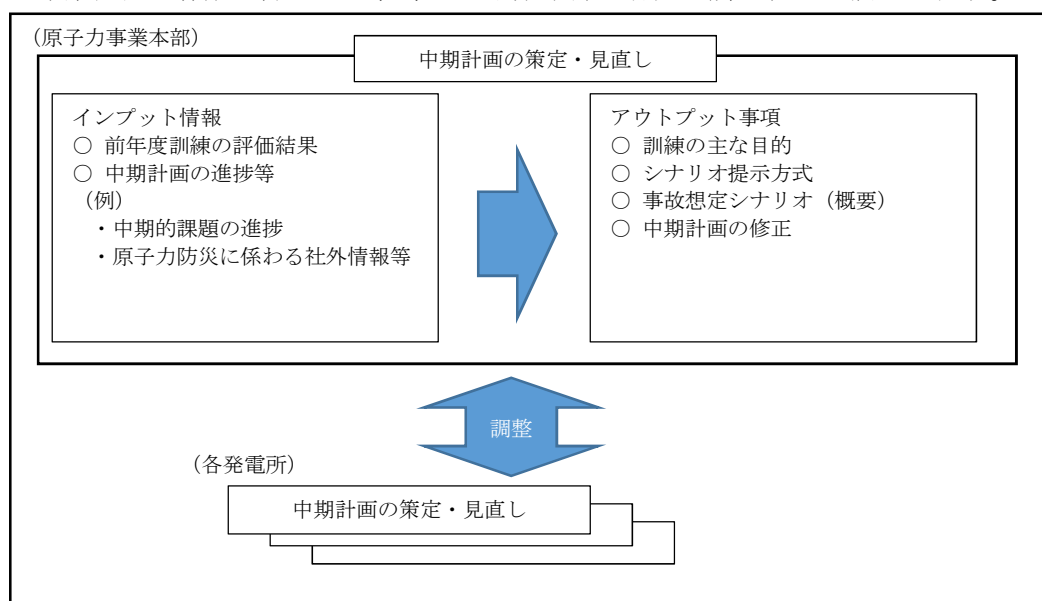 (原子力事業本部)
中期計画の策定・見直し
インプット情報
○ 前年度訓練の評価結果
○ 中期計画の進捗等
(例)
・中期的課題の進捗
・原子力防災に係わる社外情報等
アウトプット事項
○ 訓練の主な目的
○ シナリオ提示方式
○ 事故想定シナリオ(概要)
○ 中期計画の修正
調整
(各発電所)
中期計画の策定・見直し